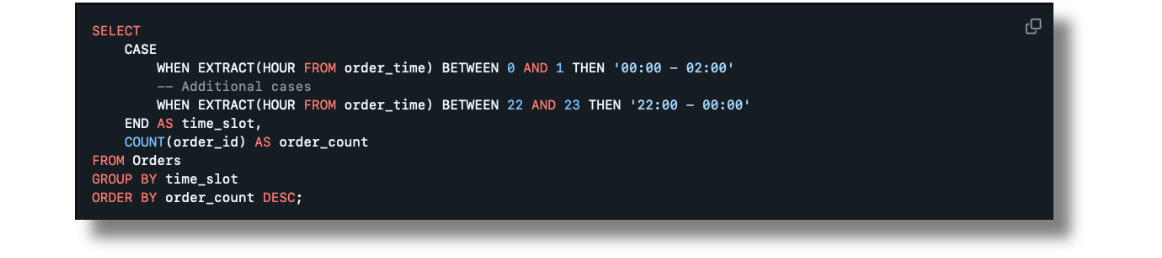 SELECT
    CASE
        WHEN EXTRACT(HOUR FROM order_time) BETWEEN 0 AND 1 THEN '00:00 – 02:00'
        –– Additional cases
        WHEN EXTRACT(HOUR FROM order_time) BETWEEN 22 AND 23 THEN '22:00 – 00:00'
    END AS time_slot,
    COUNT(order_id) AS order_count
FROM Orders
GROUP BY time_slot
ORDER BY order_count DESC;